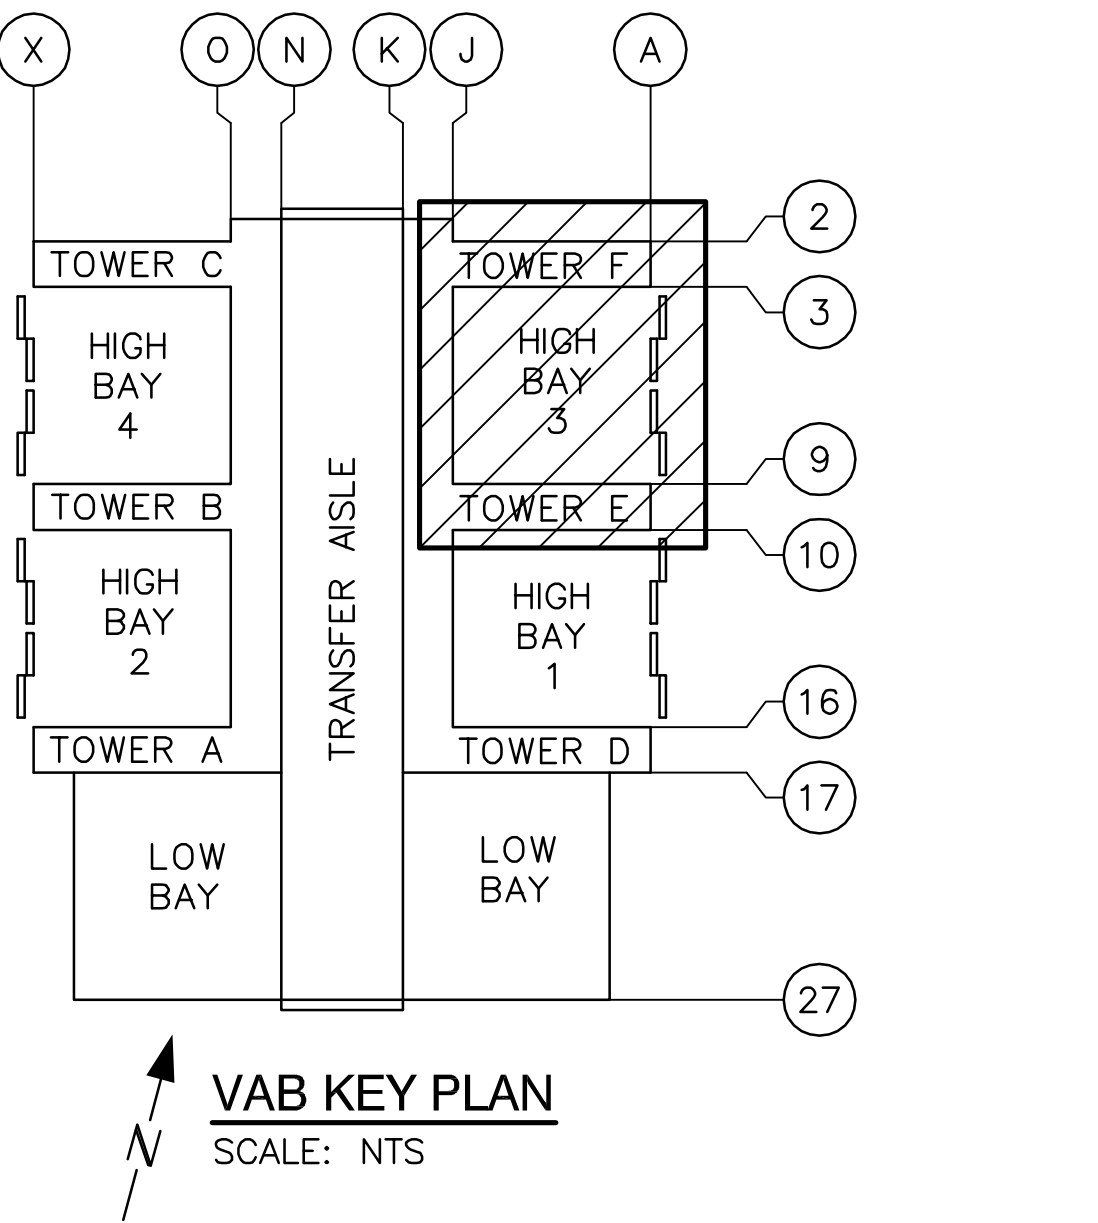 X O N K J A
2
TOWER C TOWER F
3
HIGH
BAY
4
HIGH
BAY
3
9
TOWER B TOWER E
10
TRANSFER AISLE
HIGH
BAY
2
HIGH
BAY
1
16
TOWER A TOWER D
17
LOW
BAY
LOW
BAY
27
N
VAB KEY PLAN
SCALE: NTS